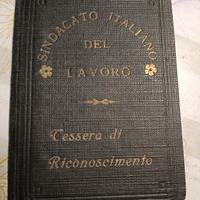 SINDACATO ITALIANO
DEL
LAVORO
Tessera di
Riconoscimento